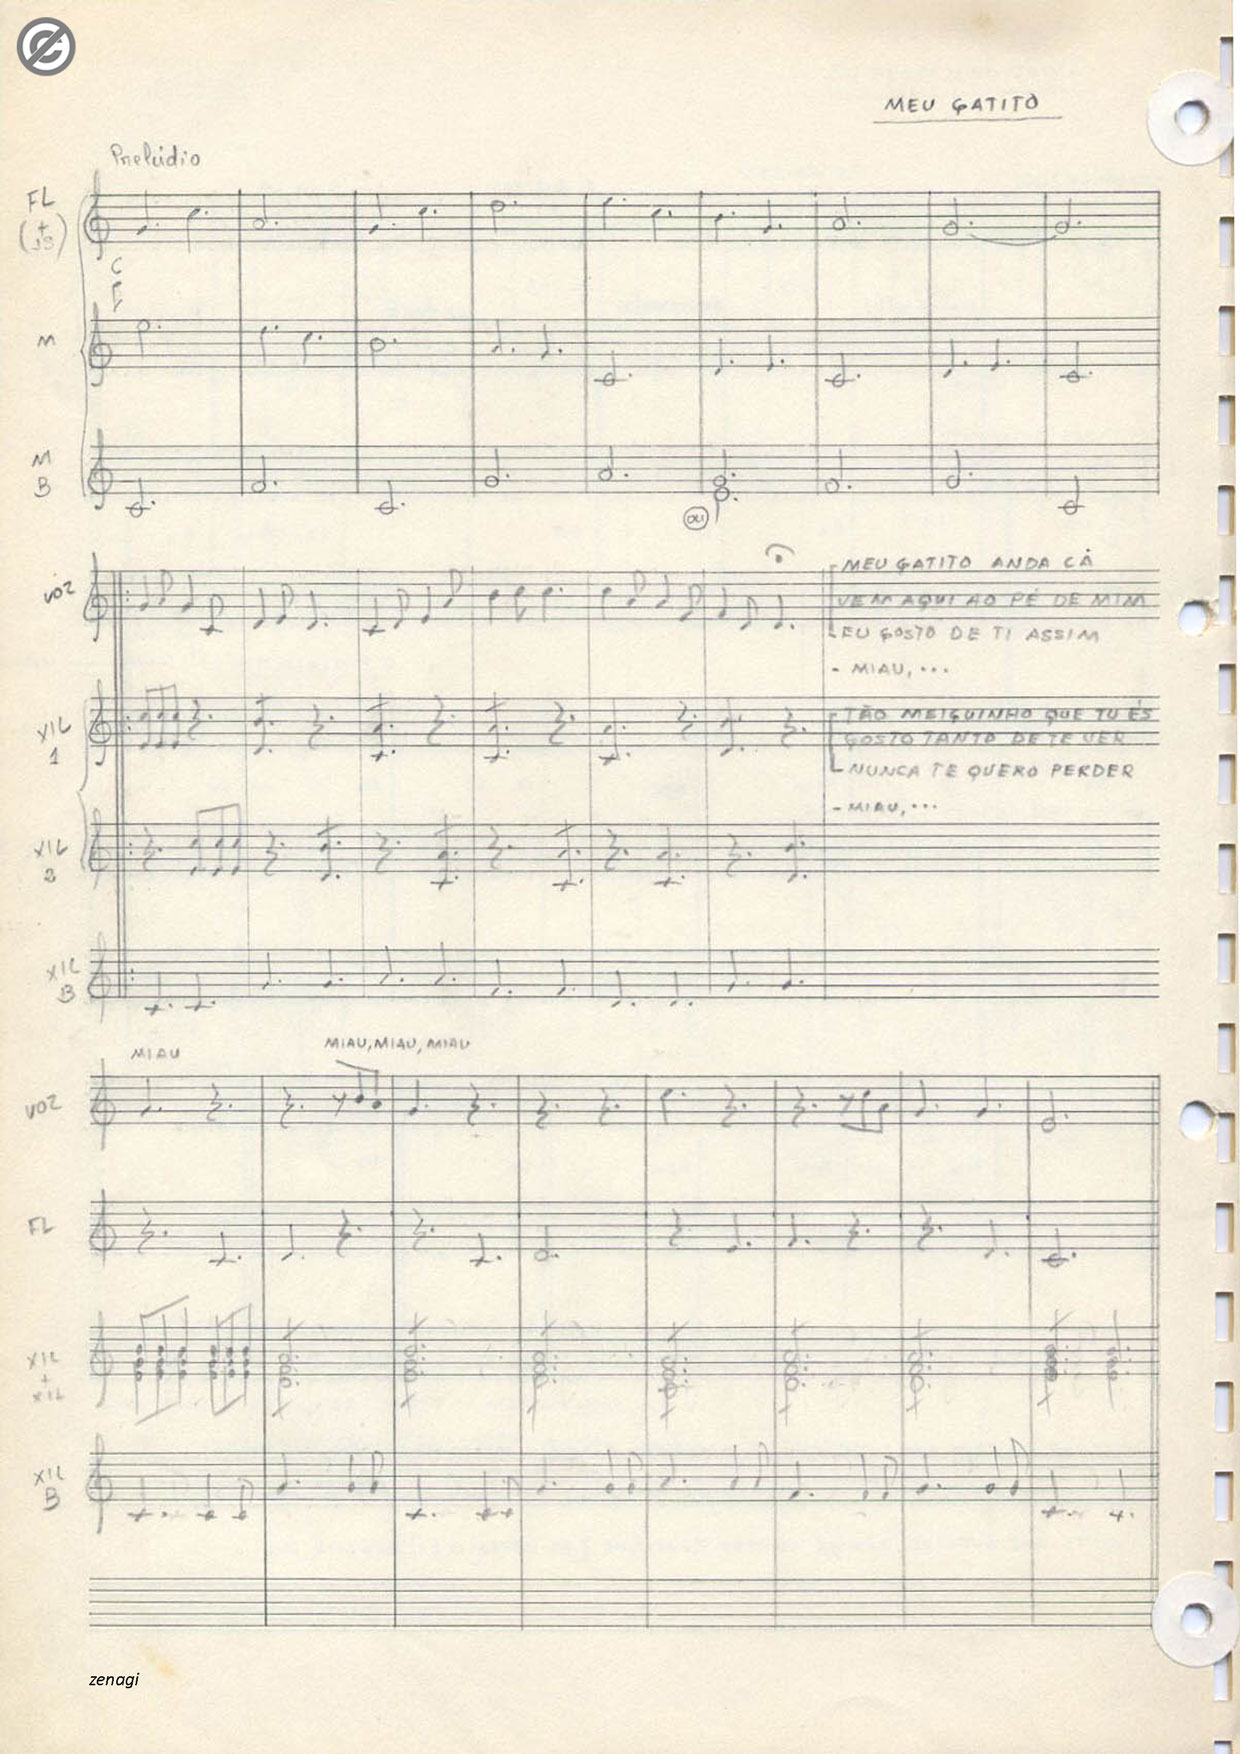 MEU GATITO
Prelúdio
FL
(+
JS)
C
M
M
B
OU
VOZ
MEU GATITO ANDA CÁ
VEM AQUI AO PÉ DE MIM
EU GOSTO DE TI ASSIM
- MIAU, ...
XIL
1
TÃO MEIGUINHO QUE TU ÉS
GOSTO TANTO DE TE VER
NUNCA TE QUERO PERDER
- MIAU, ...
XIL
2
XIL
B
MIAU
MIAU, MIAU, MIAU
VOZ
FL
XIL
+
XIL
XIL
B
zenagi